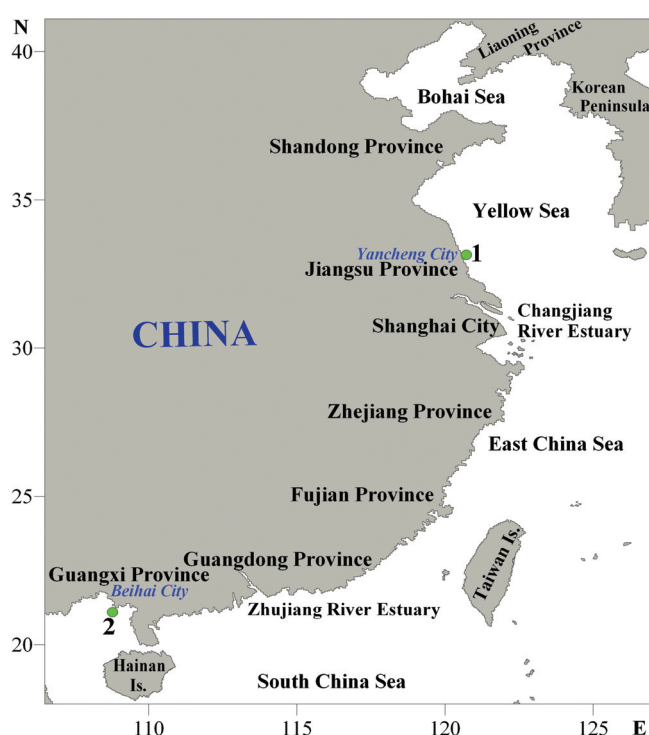 N
40
35
30
25
20
Liaoning
Province
Korean
Peninsula
Bohai Sea
Shandong Province
Yellow Sea
Yancheng City
1
Jiangsu Province
Changjiang
River Estuary
Shanghai City
CHINA
Zhejiang Province
East China Sea
Fujian Province
Taiwan Is.
Guangdong Province
Guangxi Province
Beihai City
Zhujiang River Estuary
2
Hainan
Is.
South China Sea
110
115
120
125
E